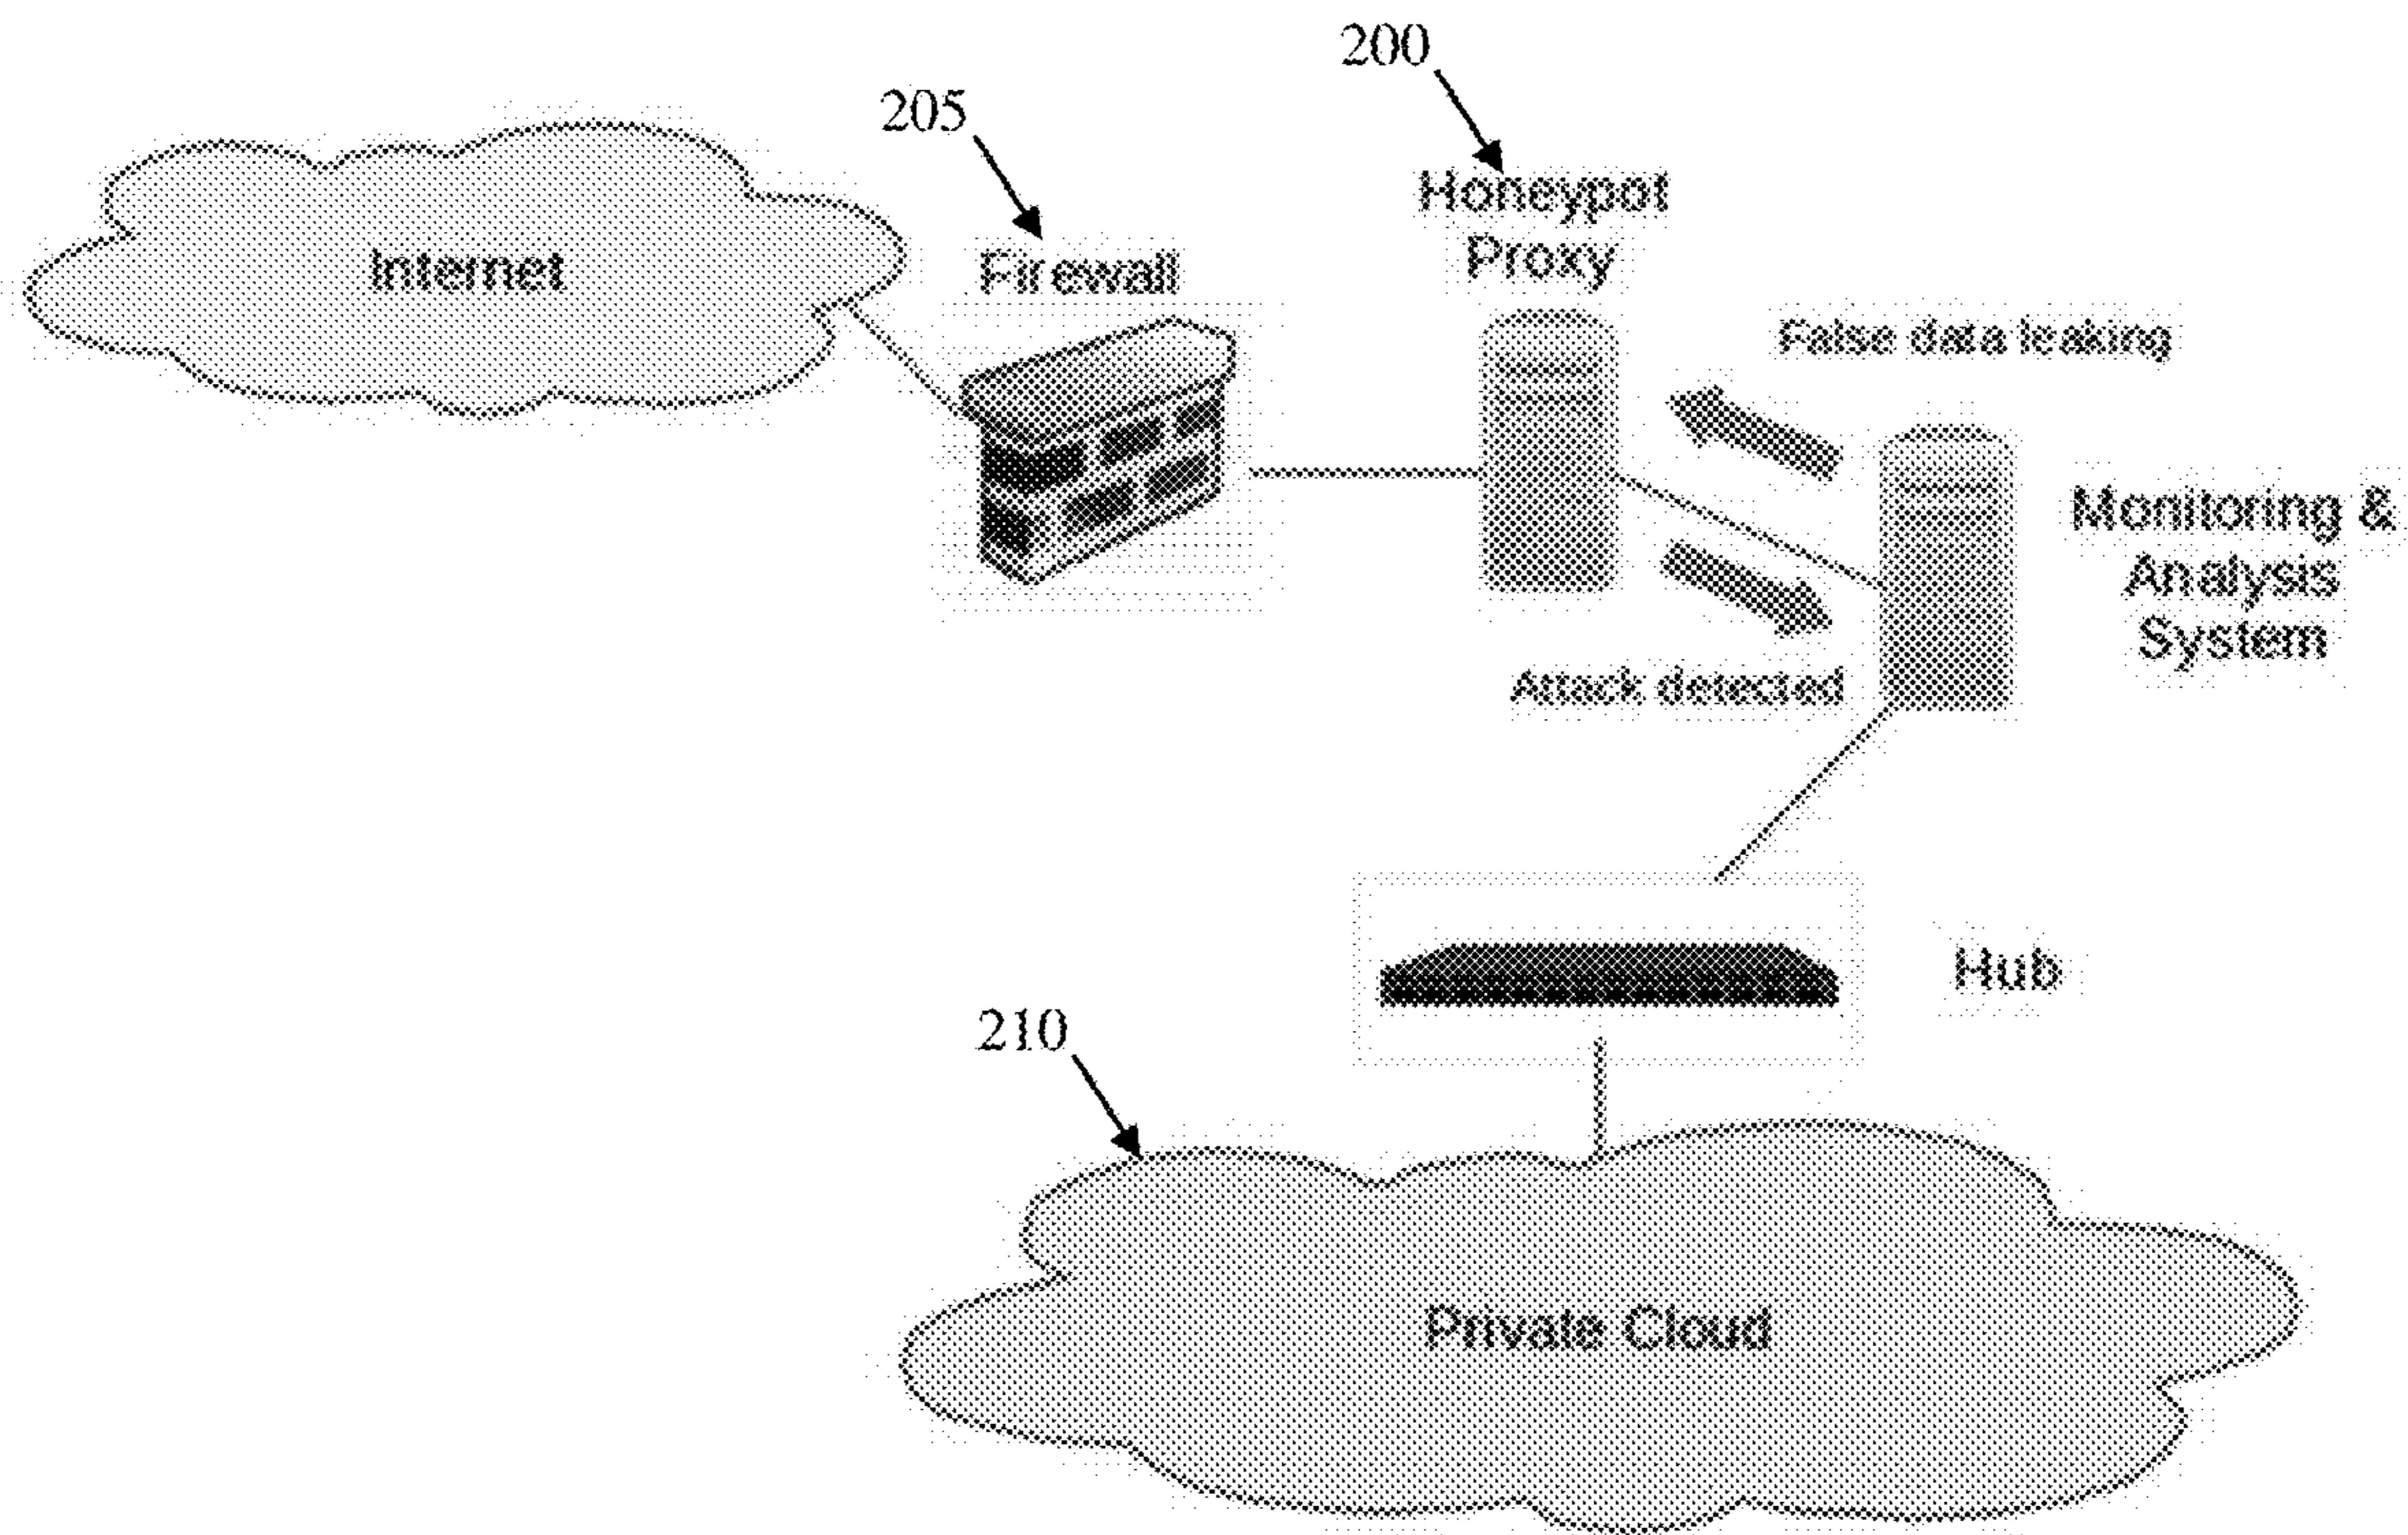 200
205
Honeypot
Proxy
Internet
Firewall
False data leaking
Monitoring &
Analysis
System
Attack detected
Hub
210
Private Cloud